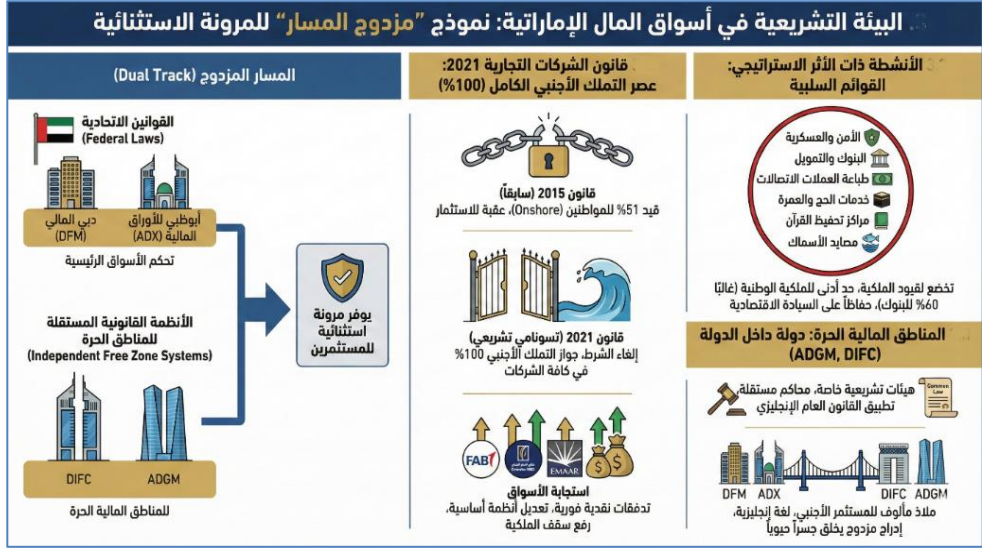 البيئة التشريعية في أسواق المال الإماراتية: نموذج "مزدوج المسار" للمرونة الاستثنائية
المسار المزدوج (Dual Track)
القوانين الاتحادية
(Federal Laws)
أبوظبي للأوراق
المالية (ADX)
دبي المالي
(DFM)
تحكم الأسواق الرئيسية
الأنظمة القانونية المستقلة
للمناطق الحرة
(Independent Free Zone Systems)
DIFC
ADGM
للمناطق المالية الحرة
يوفر مرونة
استثنائية
للمستثمرين
قانون الشركات التجارية 2021:
عصر التملك الأجنبي الكامل (100%)
قانون 2015 (سابقاً)
قيد 51% للمواطنين (Onshore)، عقبة للاستثمار
قانون 2021 (تسونامي تشريعي)
إلغاء الشرط، جواز التملك الأجنبي 100%
في كافة الشركات
FAB
EMAAR
استجابة الأسواق
تدفقات نقدية فورية، تعديل أنظمة أساسية،
رفع سقف الملكية
الأنشطة ذات الأثر الاستراتيجي:
القوائم السلبية
الأمن والعسكرية
البنوك والتمويل
طباعة العملات الاتصالات
خدمات الحج والعمرة
مراكز تحفيظ القرآن
مصايد الأسماك
تخضع لقيود الملكية، حد أدنى للملكية الوطنية (غالبًا
60% للبنوك)، حفاظاً على السيادة الاقتصادية
المناطق المالية الحرة: دولة داخل الدولة
(ADGM, DIFC)
هيئات تشريعية خاصة، محاكم مستقلة،
تطبيق القانون العام الإنجليزي
Common
Law
DFM
ADX
DIFC
ADGM
ملاذ مألوف للمستثمر الأجنبي، لغة إنجليزية،
إدراج مزدوج يخلق جسراً حيوياً